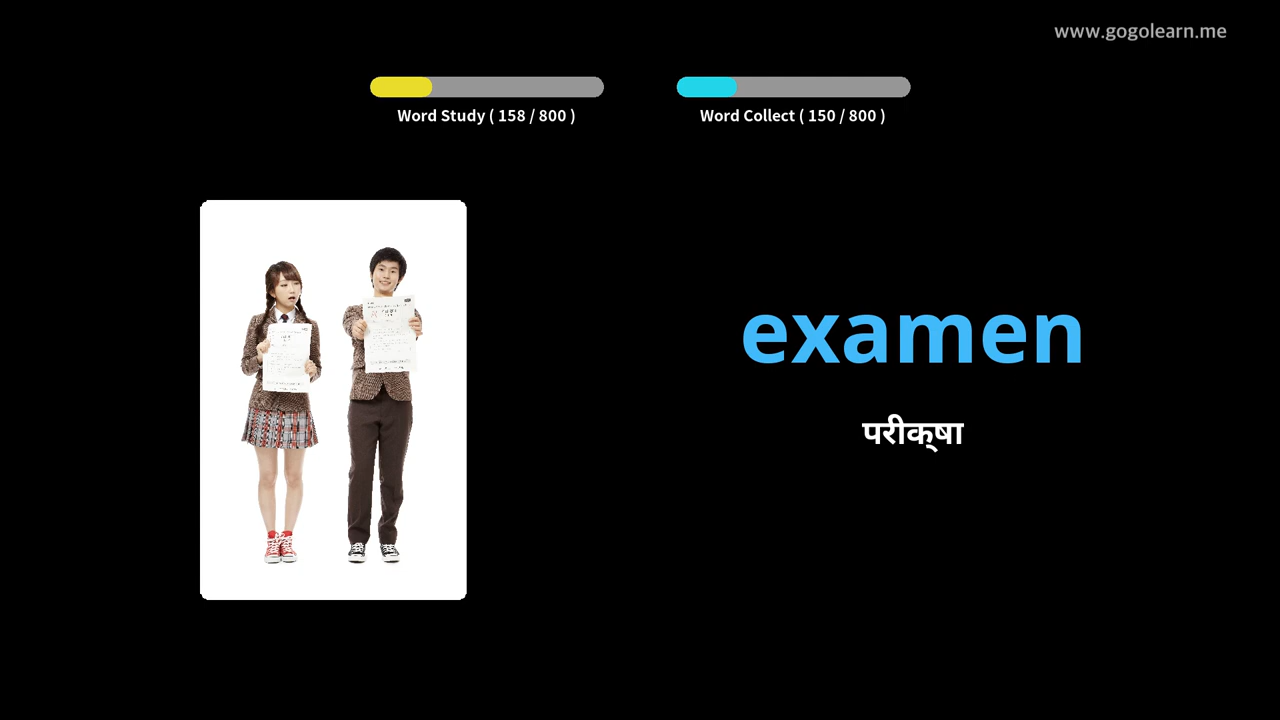 www.gogolearn.me
Word Study ( 158 / 800 )
Word Collect ( 150 / 800 )
examen
परीक्षा